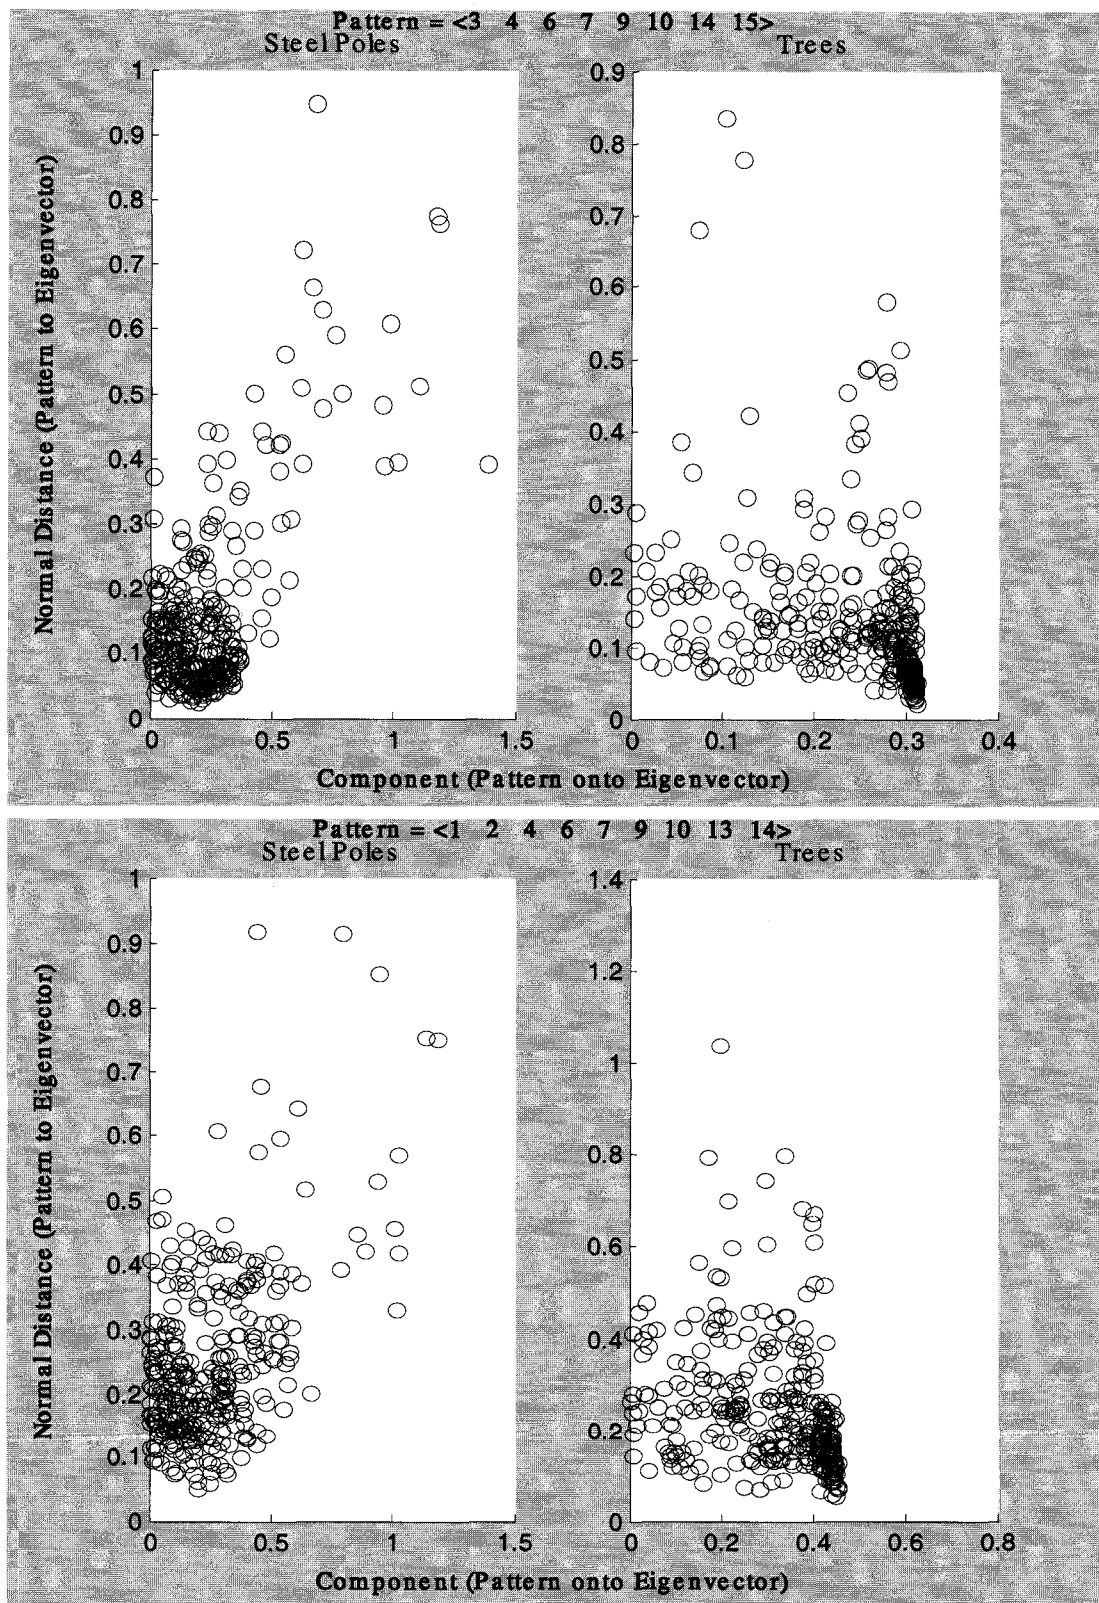 Pattern = <3 4 6 7 9 10 14 15>
Steel Poles
Trees
1
0.9
0.8
0.7
0.6
0.5
0.4
0.3
0.2
0.1
0
0 0.5 1 1.5
Normal Distance (Pattern to Eigenvector)
0.9
0.8
0.7
0.6
0.5
0.4
0.3
0.2
0.1
0
0 0.1 0.2 0.3 0.4
Component (Pattern onto Eigenvector)
Pattern = <1 2 4 6 7 9 10 13 14>
Steel Poles
Trees
1
0.9
0.8
0.7
0.6
0.5
0.4
0.3
0.2
0.1
0
0 0.5 1 1.5
Normal Distance (Pattern to Eigenvector)
1.4
1.2
1
0.8
0.6
0.4
0.2
0
0 0.2 0.4 0.6 0.8
Component (Pattern onto Eigenvector)